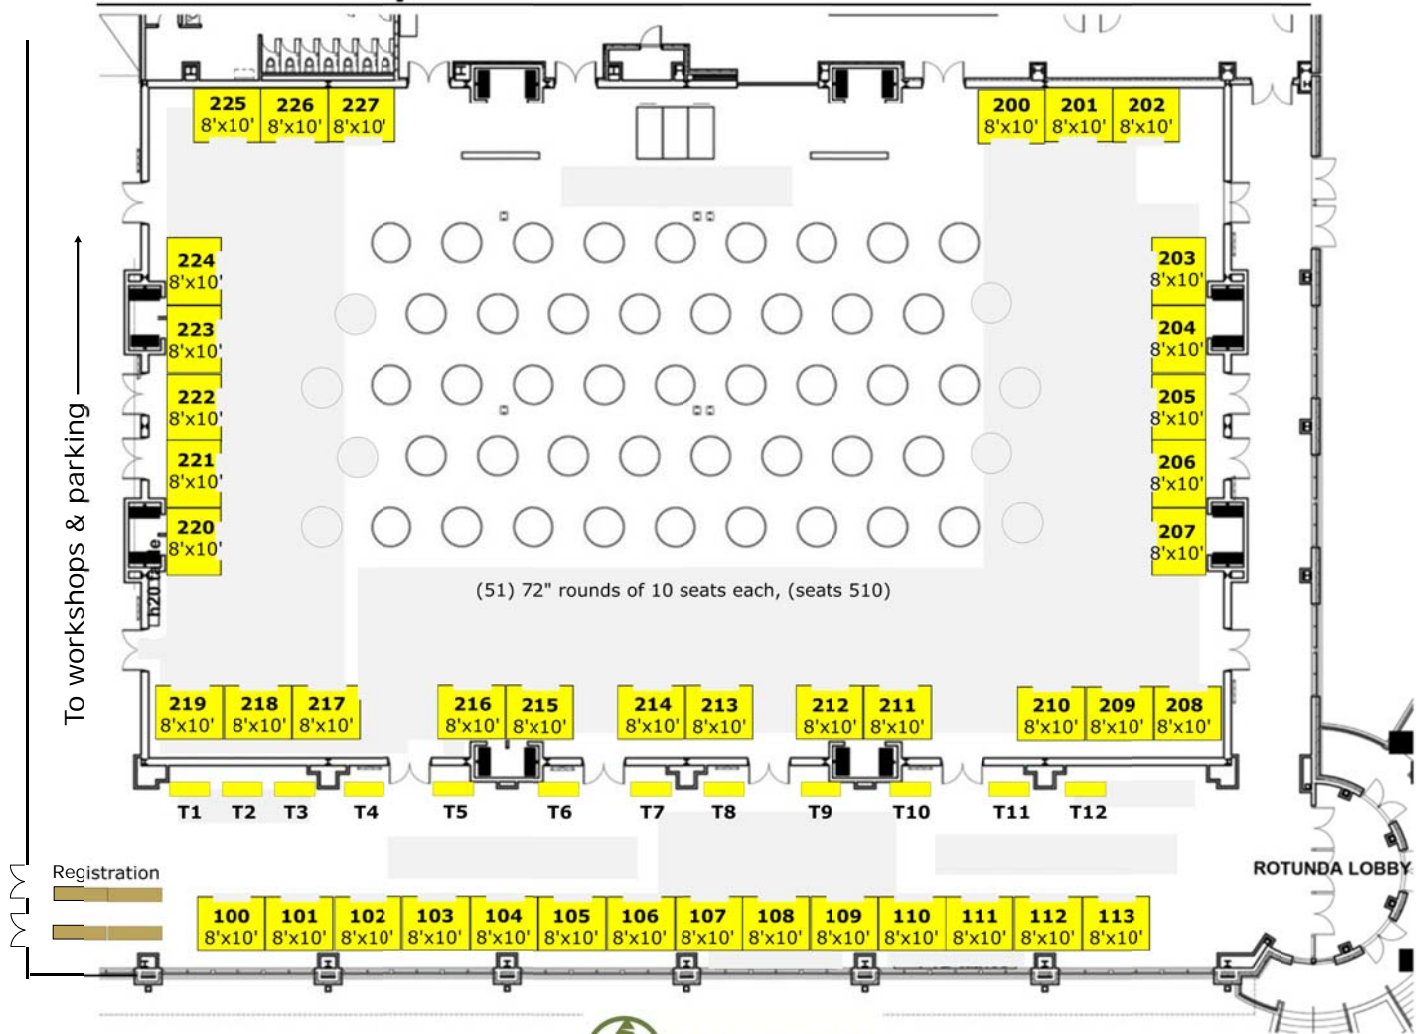 225 226 227
8'x10' 8'x10' 8'x10'
200 201 202
8'x10' 8'x10' 8'x10'
224
8'x10'
223
8'x10'
222
8'x10'
221
8'x10'
220
8'x10'
203
8'x10'
204
8'x10'
205
8'x10'
206
8'x10'
207
8'x10'
To workshops & parking
(51) 72" rounds of 10 seats each, (seats 510)
219 218 217
8'x10' 8'x10' 8'x10'
216 215
8'x10' 8'x10'
214 213
8'x10' 8'x10'
212 211
8'x10' 8'x10'
210 209 208
8'x10' 8'x10' 8'x10'
T1 T2 T3 T4 T5 T6 T7 T8 T9 T10 T11 T12
Registration
ROTUNDA LOBBY
100 101 102 103 104 105 106 107 108 109 110 111 112 113
8'x10' 8'x10' 8'x10' 8'x10' 8'x10' 8'x10' 8'x10' 8'x10' 8'x10' 8'x10' 8'x10' 8'x10' 8'x10' 8'x10'